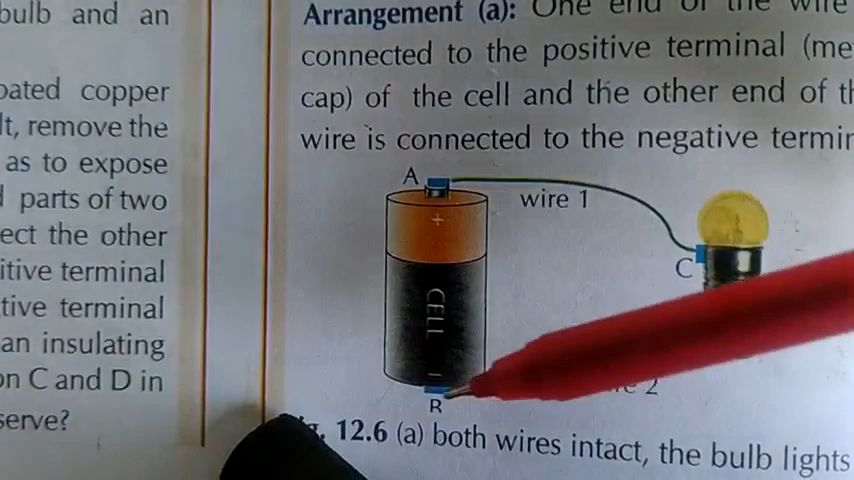 bulb and an
oated copper
lt, remove the
as to expose
parts of two
ect the other
itive terminal
tive terminal
an insulating
on C and D in
serve?
Arrangement (a): One end of the wire
connected to the positive terminal (me
cap) of the cell and the other end of th
wire is connected to the negative termin
A
wire 1
+
C
CELL
2
B
12.6 (a) both wires intact, the bulb lights